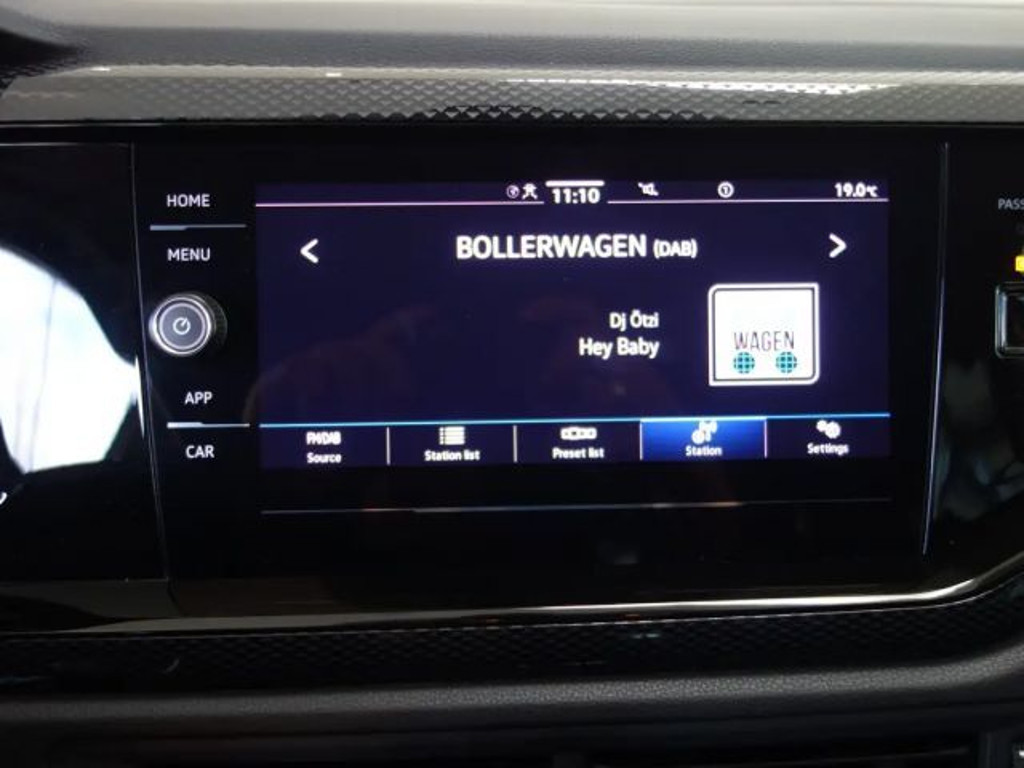 HOME
MENU
APP
CAR
11:10
19.0°C
BOLLERWAGEN (DAB)
Dj Ötzi
Hey Baby
WAGEN
FM/DAB
Source
Station list
Preset list
Station
Settings
PASS